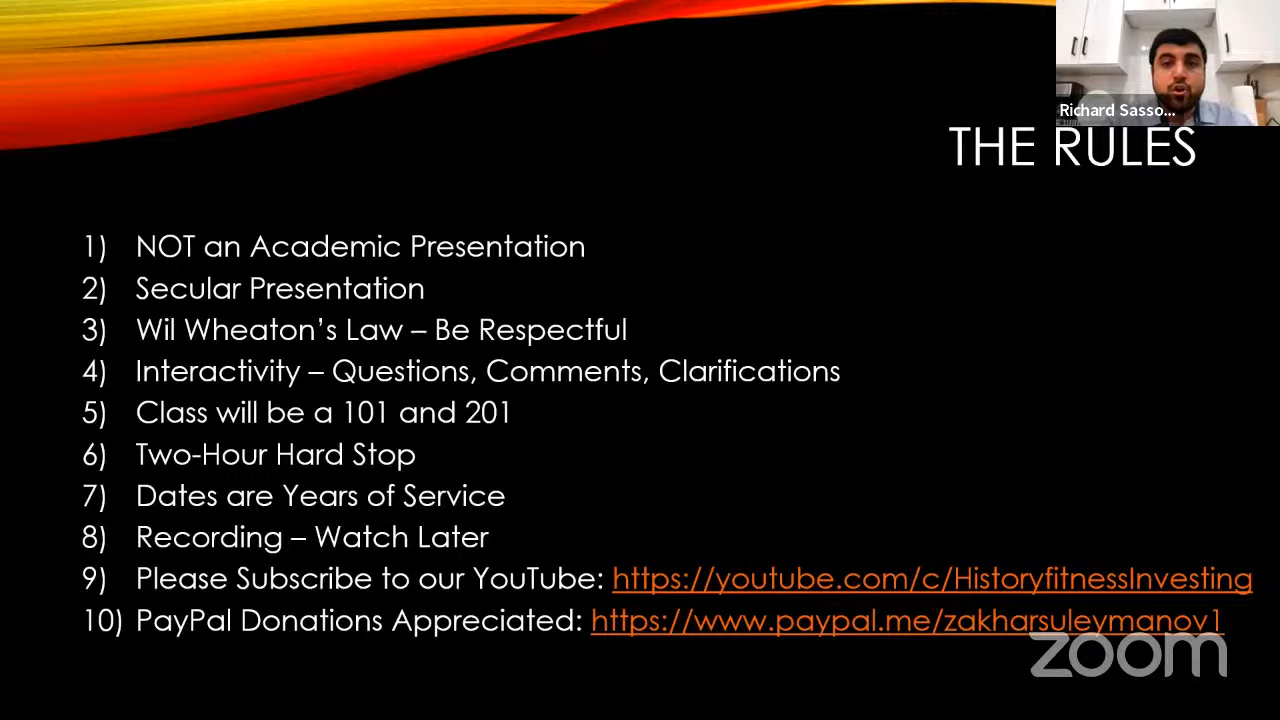 Richard Sasso...
THE RULES
1) NOT an Academic Presentation
2) Secular Presentation
3) Wil Wheaton's Law – Be Respectful
4) Interactivity – Questions, Comments, Clarifications
5) Class will be a 101 and 201
6) Two-Hour Hard Stop
7) Dates are Years of Service
8) Recording – Watch Later
9) Please Subscribe to our YouTube: https://youtube.com/c/HistoryfitnessInvesting
10) PayPal Donations Appreciated: https://www.paypal.me/zakharsuleymanov1
zoom